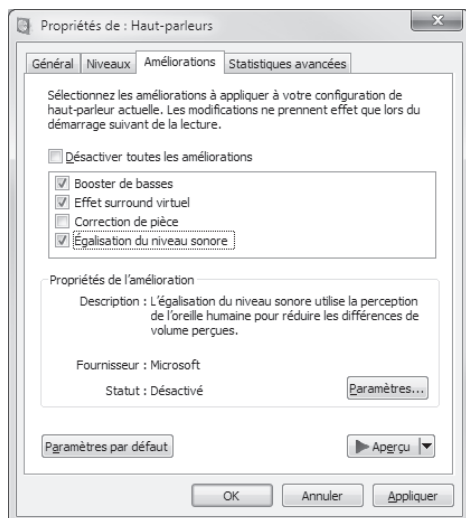 Propriétés de : Haut-parleurs
Général Niveaux Améliorations Statistiques avancées
Sélectionnez les améliorations à appliquer à votre configuration de
haut-parleur actuelle. Les modifications ne prennent effet que lors du
démarrage suivant de la lecture.
Désactiver toutes les améliorations
Booster de basses
Effet surround virtuel
Correction de pièce
Égalisation du niveau sonore
Propriétés de l'amélioration
Description : L'égalisation du niveau sonore utilise la perception
de l'oreille humaine pour réduire les différences de
volume perçues.
Fournisseur : Microsoft
Statut : Désactivé
Paramètres...
Paramètres par défaut
Aperçu
OK Annuler Appliquer